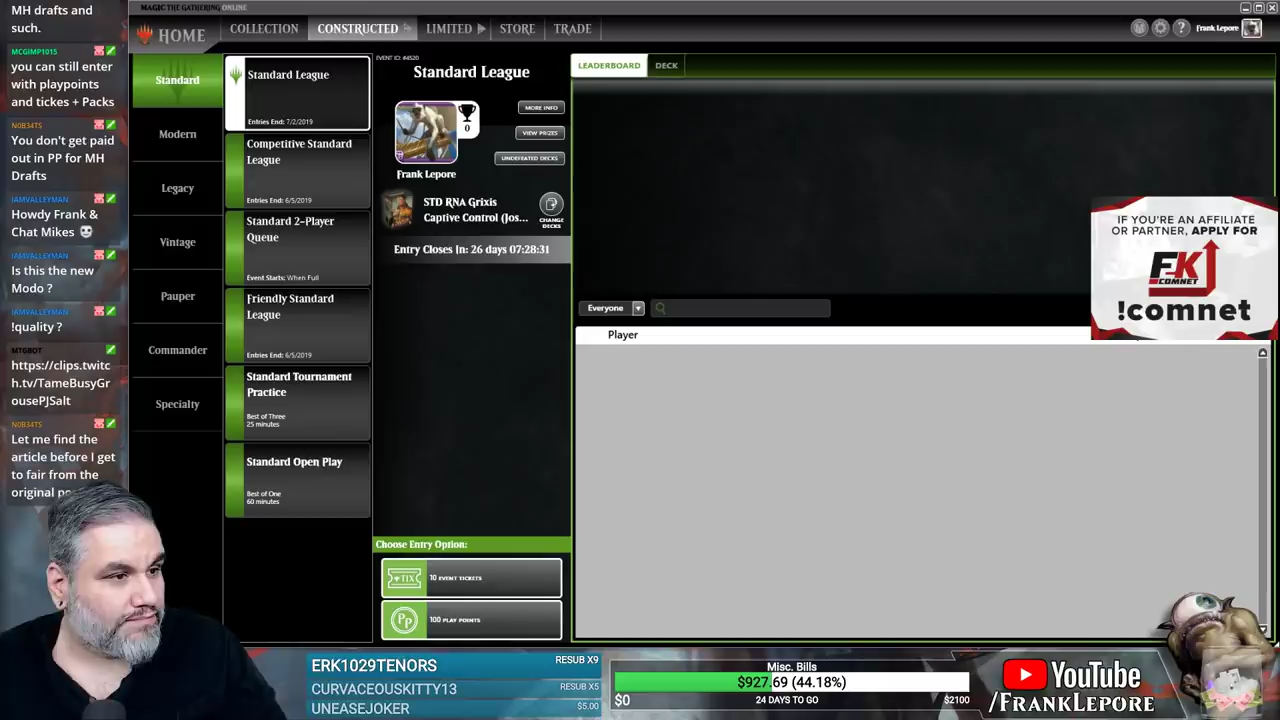 MH drafts and
such.
MCGIMP1015
you can still enter
with playpoints
and tickes + Packs
N0B34TS
You don't get paid
out in PP for MH
Drafts
IAMVALLEYMAN
Howdy Frank &
Chat Mikes
IAMVALLEYMAN
Is this the new
Modo ?
IAMVALLEYMAN
!quality ?
MTGBOT
https://clips.twitc
h.tv/TameBusyGr
ousePJSalt
N0B34TS
Let me find the
article before I get
to fair from the
original
MAGIC: THE GATHERING ONLINE
HOME
COLLECTION
CONSTRUCTED
LIMITED
STORE
TRADE
Frank Lepore
Standard
Modern
Legacy
Vintage
Pauper
Commander
Specialty
Standard League
Entries End: 7/2/2019
Competitive Standard
League
Entries End: 6/5/2019
Standard 2-Player
Queue
Event Starts: When Full
Friendly Standard
League
Entries End: 6/5/2019
Standard Tournament
Practice
Best of Three
25 minutes
Standard Open Play
Best of One
60 minutes
EVENT ID: #4520
Standard League
0
MORE INFO
VIEW PRIZES
UNDEFEATED DECKS
Frank Lepore
STD RNA Grixis
Captive Control (Jos...
CHANGE
DECKS
Entry Closes In: 26 days 07:28:31
Choose Entry Option:
TIX
10 EVENT TICKETS
PP
100 PLAY POINTS
LEADERBOARD
DECK
Everyone
Player
IF YOU'RE AN AFFILIATE
OR PARTNER, APPLY FOR
COMNET
!comnet
ERK1029TENORS
RESUB X9
CURVACEOUSKITTY13
RESUB X5
UNEASEJOKER
$5.00
Misc. Bills
$927.69 (44.18%)
$0
24 DAYS TO GO
$2100
YouTube
/FRANKLEPORE